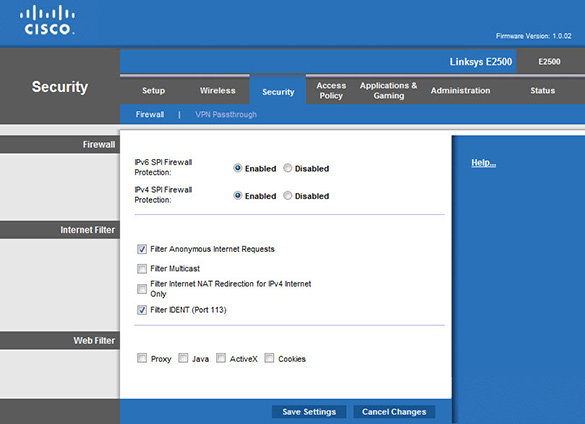 CISCO.
Firmware Version: 1.0.02
Linksys E2500 E2500
Security
Setup Wireless Security Access Policy Applications & Gaming Administration Status
Firewall | VPN Passthrough
Firewall
IPv6 SPI Firewall Protection: Enabled Disabled
IPv4 SPI Firewall Protection: Enabled Disabled
Help...
Internet Filter
Filter Anonymous Internet Requests
Filter Multicast
Filter Internet NAT Redirection for IPv4 Internet
Only
Filter IDENT (Port 113)
Web Filter
Proxy Java ActiveX Cookies
Save Settings Cancel Changes